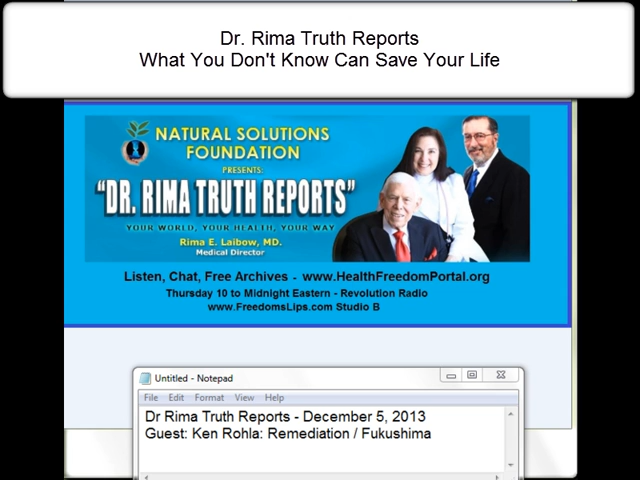 Dr. Rima Truth Reports
What You Don't Know Can Save Your Life
NATURAL SOLUTIONS
FOUNDATION
PRESENTS:
"DR. RIMA TRUTH REPORTS"
YOUR WORLD, YOUR HEALTH, YOUR WAY
Rima E. Laibow, MD.
Medical Director
Listen, Chat, Free Archives - www.HealthFreedomPortal.org
Thursday 10 to Midnight Eastern - Revolution Radio
www.FreedomsLips.com Studio B
Untitled - Notepad
File Edit Format View Help
Dr Rima Truth Reports - December 5, 2013
Guest: Ken Rohla: Remediation / Fukushima